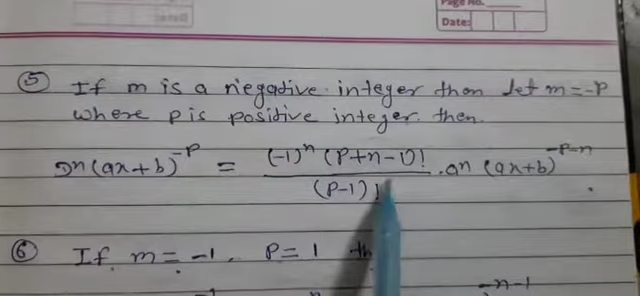 Page No.
Date:
⑤ If m is a negative integer then let m = -P
where p is positive integer. then.
Dn (ax+b)^-P = (-1)^n (P+n-1)! / (P-1)! . an (ax+b)^-P-n
⑥ If m = -1, P = 1
-n-1